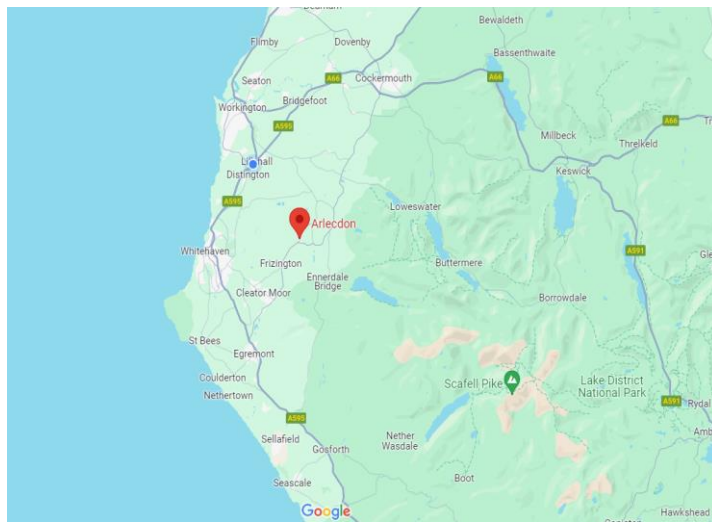 Bewaldeth
Flimby
Dovenby
Bassenthwaite
A66
Cockermouth
Seaton
A66
Bridgefoot
Workington
A595
Millbeck
A66
Threlkeld
Keswick
Distington
A595
Loweswater
Arlecdon
Whitehaven
A591
Frizington
Buttermere
Ennerdale
Bridge
Cleator Moor
Borrowdale
St Bees
Egremont
Coulderton
Scafell Pike
Lake District
National Park
Nethertown
A591
Rydal
A595
Sellafield
Nether
Wasdale
Gosforth
Boot
Seascale
Google
Hawkshead